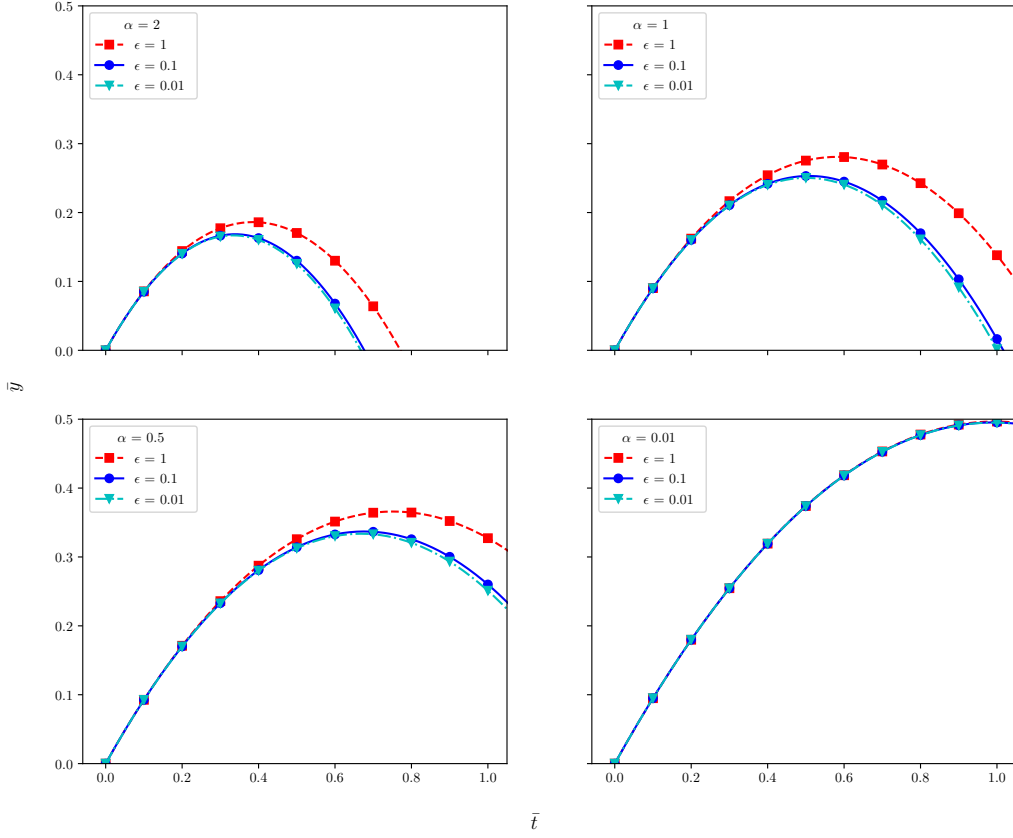 α = 2
ϵ = 1
ϵ = 0.1
ϵ = 0.01
0.5
0.4
0.3
0.2
0.1
0.0
α = 1
ϵ = 1
ϵ = 0.1
ϵ = 0.01
ȳ
α = 0.5
ϵ = 1
ϵ = 0.1
ϵ = 0.01
0.5
0.4
0.3
0.2
0.1
0.0
0.0 0.2 0.4 0.6 0.8 1.0
α = 0.01
ϵ = 1
ϵ = 0.1
ϵ = 0.01
0.0 0.2 0.4 0.6 0.8 1.0
t̄